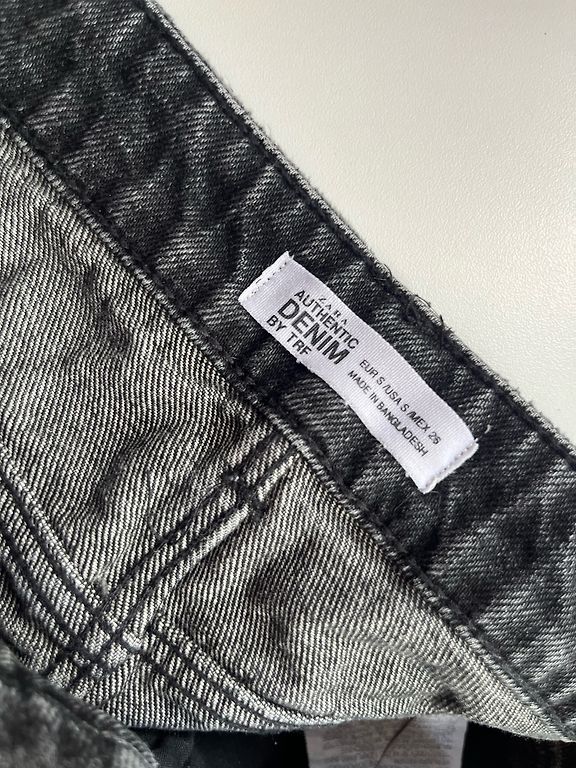 ZARA
AUTHENTIC
DENIM
BY TRF
EUR S /USA S /MEX 26
MADE IN BANGLADESH